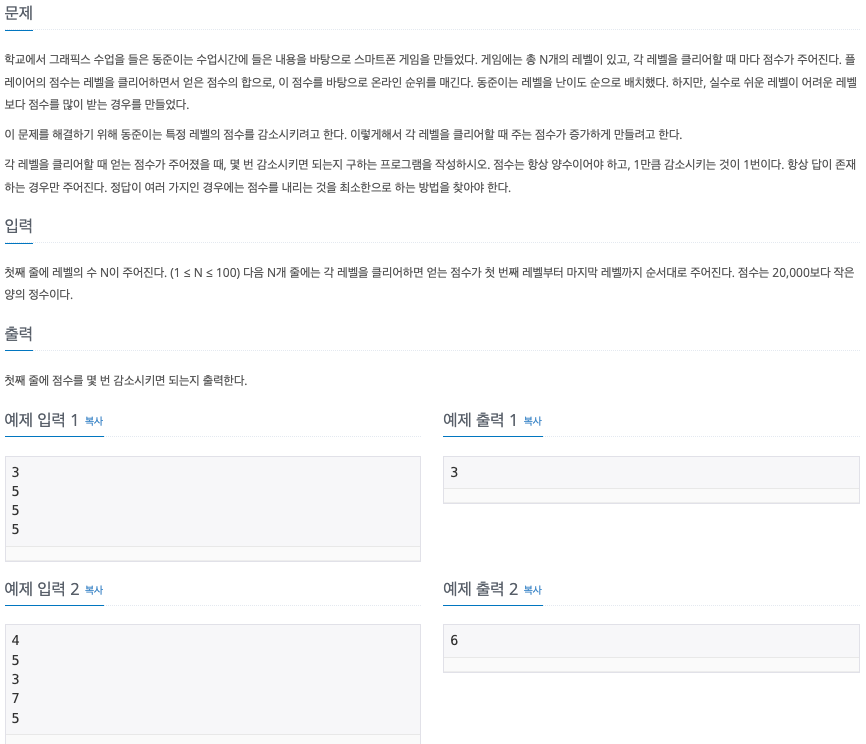 문제
학교에서 그래픽스 수업을 들은 동준이는 수업시간에 들은 내용을 바탕으로 스마트폰 게임을 만들었다. 게임에는 총 N개의 레벨이 있고, 각 레벨을 클리어할 때 마다 점수가 주어진다. 플
레이어의 점수는 레벨을 클리어하면서 얻은 점수의 합으로, 이 점수를 바탕으로 온라인 순위를 매긴다. 동준이는 레벨을 난이도 순으로 배치했다. 하지만, 실수로 쉬운 레벨이 어려운 레벨
보다 점수를 많이 받는 경우를 만들었다.
이 문제를 해결하기 위해 동준이는 특정 레벨의 점수를 감소시키려고 한다. 이렇게해서 각 레벨을 클리어할 때 주는 점수가 증가하게 만들려고 한다.
각 레벨을 클리어할 때 얻는 점수가 주어졌을 때, 몇 번 감소시키면 되는지 구하는 프로그램을 작성하시오. 점수는 항상 양수이어야 하고, 1만큼 감소시키는 것이 1번이다. 항상 답이 존재
하는 경우만 주어진다. 정답이 여러 가지인 경우에는 점수를 내리는 것을 최소한으로 하는 방법을 찾아야 한다.
입력
첫째 줄에 레벨의 수 N이 주어진다. (1 ≤ N ≤ 100) 다음 N개 줄에는 각 레벨을 클리어하면 얻는 점수가 첫 번째 레벨부터 마지막 레벨까지 순서대로 주어진다. 점수는 20,000보다 작은
양의 정수이다.
출력
첫째 줄에 점수를 몇 번 감소시키면 되는지 출력한다.
예제 입력 1 복사
3
5
5
5
예제 출력 1 복사
3
예제 입력 2 복사
4
5
3
7
5
예제 출력 2 복사
6